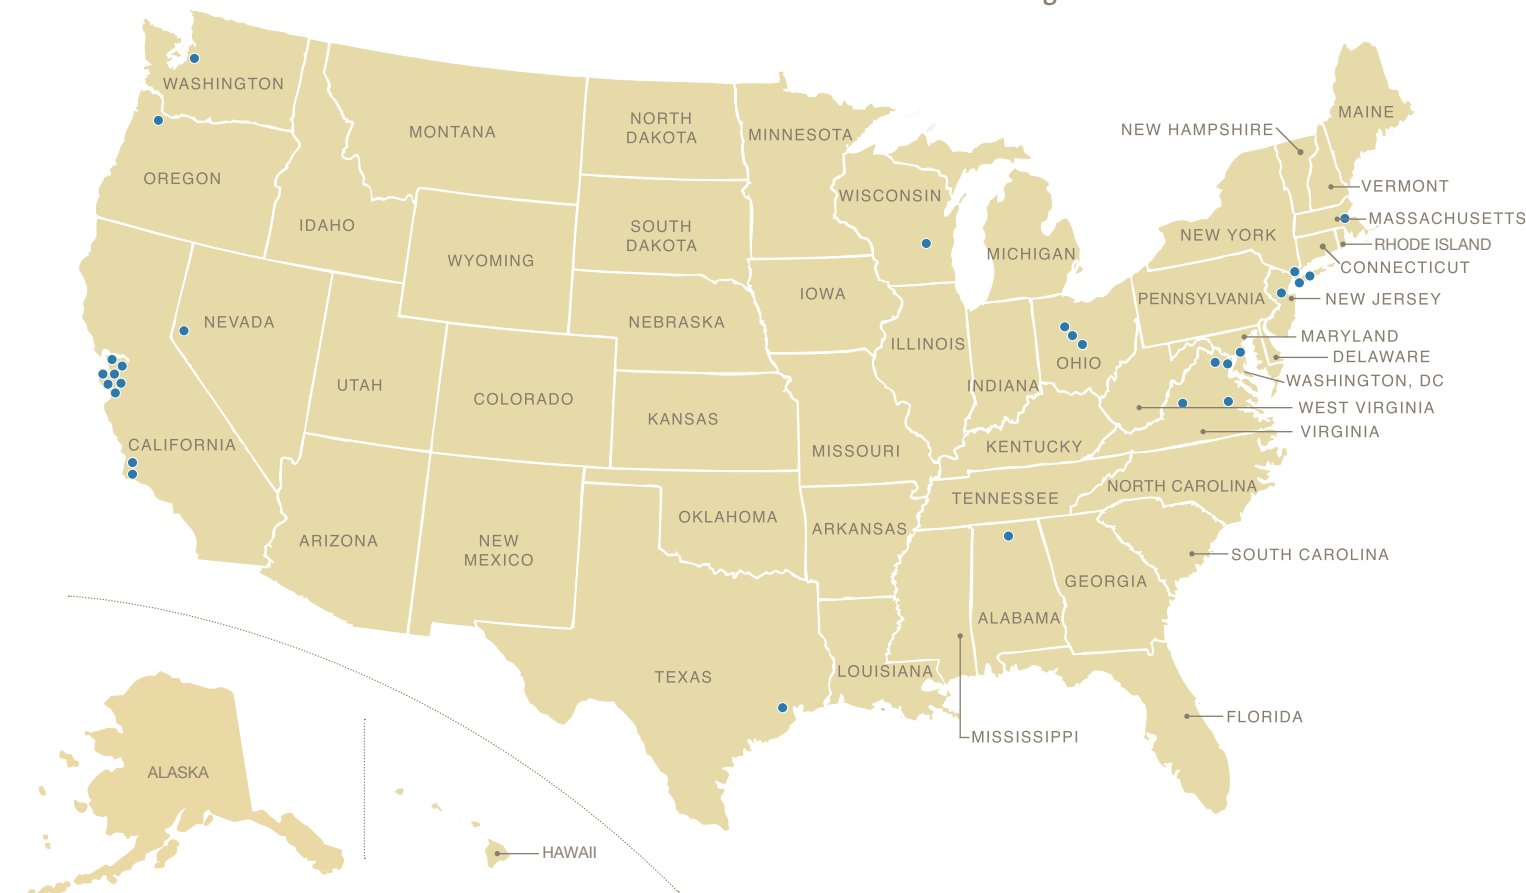 g
WASHINGTON
MONTANA
NORTH
DAKOTA
MINNESOTA
NEW HAMPSHIRE
MAINE
OREGON
IDAHO
WISCONSIN
VERMONT
MASSACHUSETTS
SOUTH
DAKOTA
NEW YORK
RHODE ISLAND
WYOMING
MICHIGAN
CONNECTICUT
IOWA
PENNSYLVANIA
NEW JERSEY
NEVADA
NEBRASKA
ILLINOIS
MARYLAND
OHIO
DELAWARE
UTAH
COLORADO
INDIANA
WASHINGTON, DC
WEST VIRGINIA
KANSAS
VIRGINIA
CALIFORNIA
MISSOURI
KENTUCKY
NORTH CAROLINA
TENNESSEE
OKLAHOMA
ARKANSAS
ARIZONA
NEW
MEXICO
SOUTH CAROLINA
GEORGIA
ALABAMA
TEXAS
LOUISIANA
FLORIDA
MISSISSIPPI
ALASKA
HAWAII